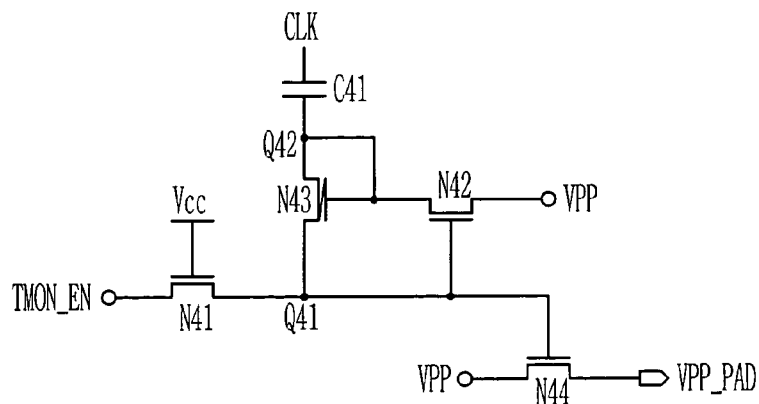 CLK
C41
Q42
N43
N42
VPP
Vcc
TMON_EN
N41
Q41
VPP
N44
VPP_PAD